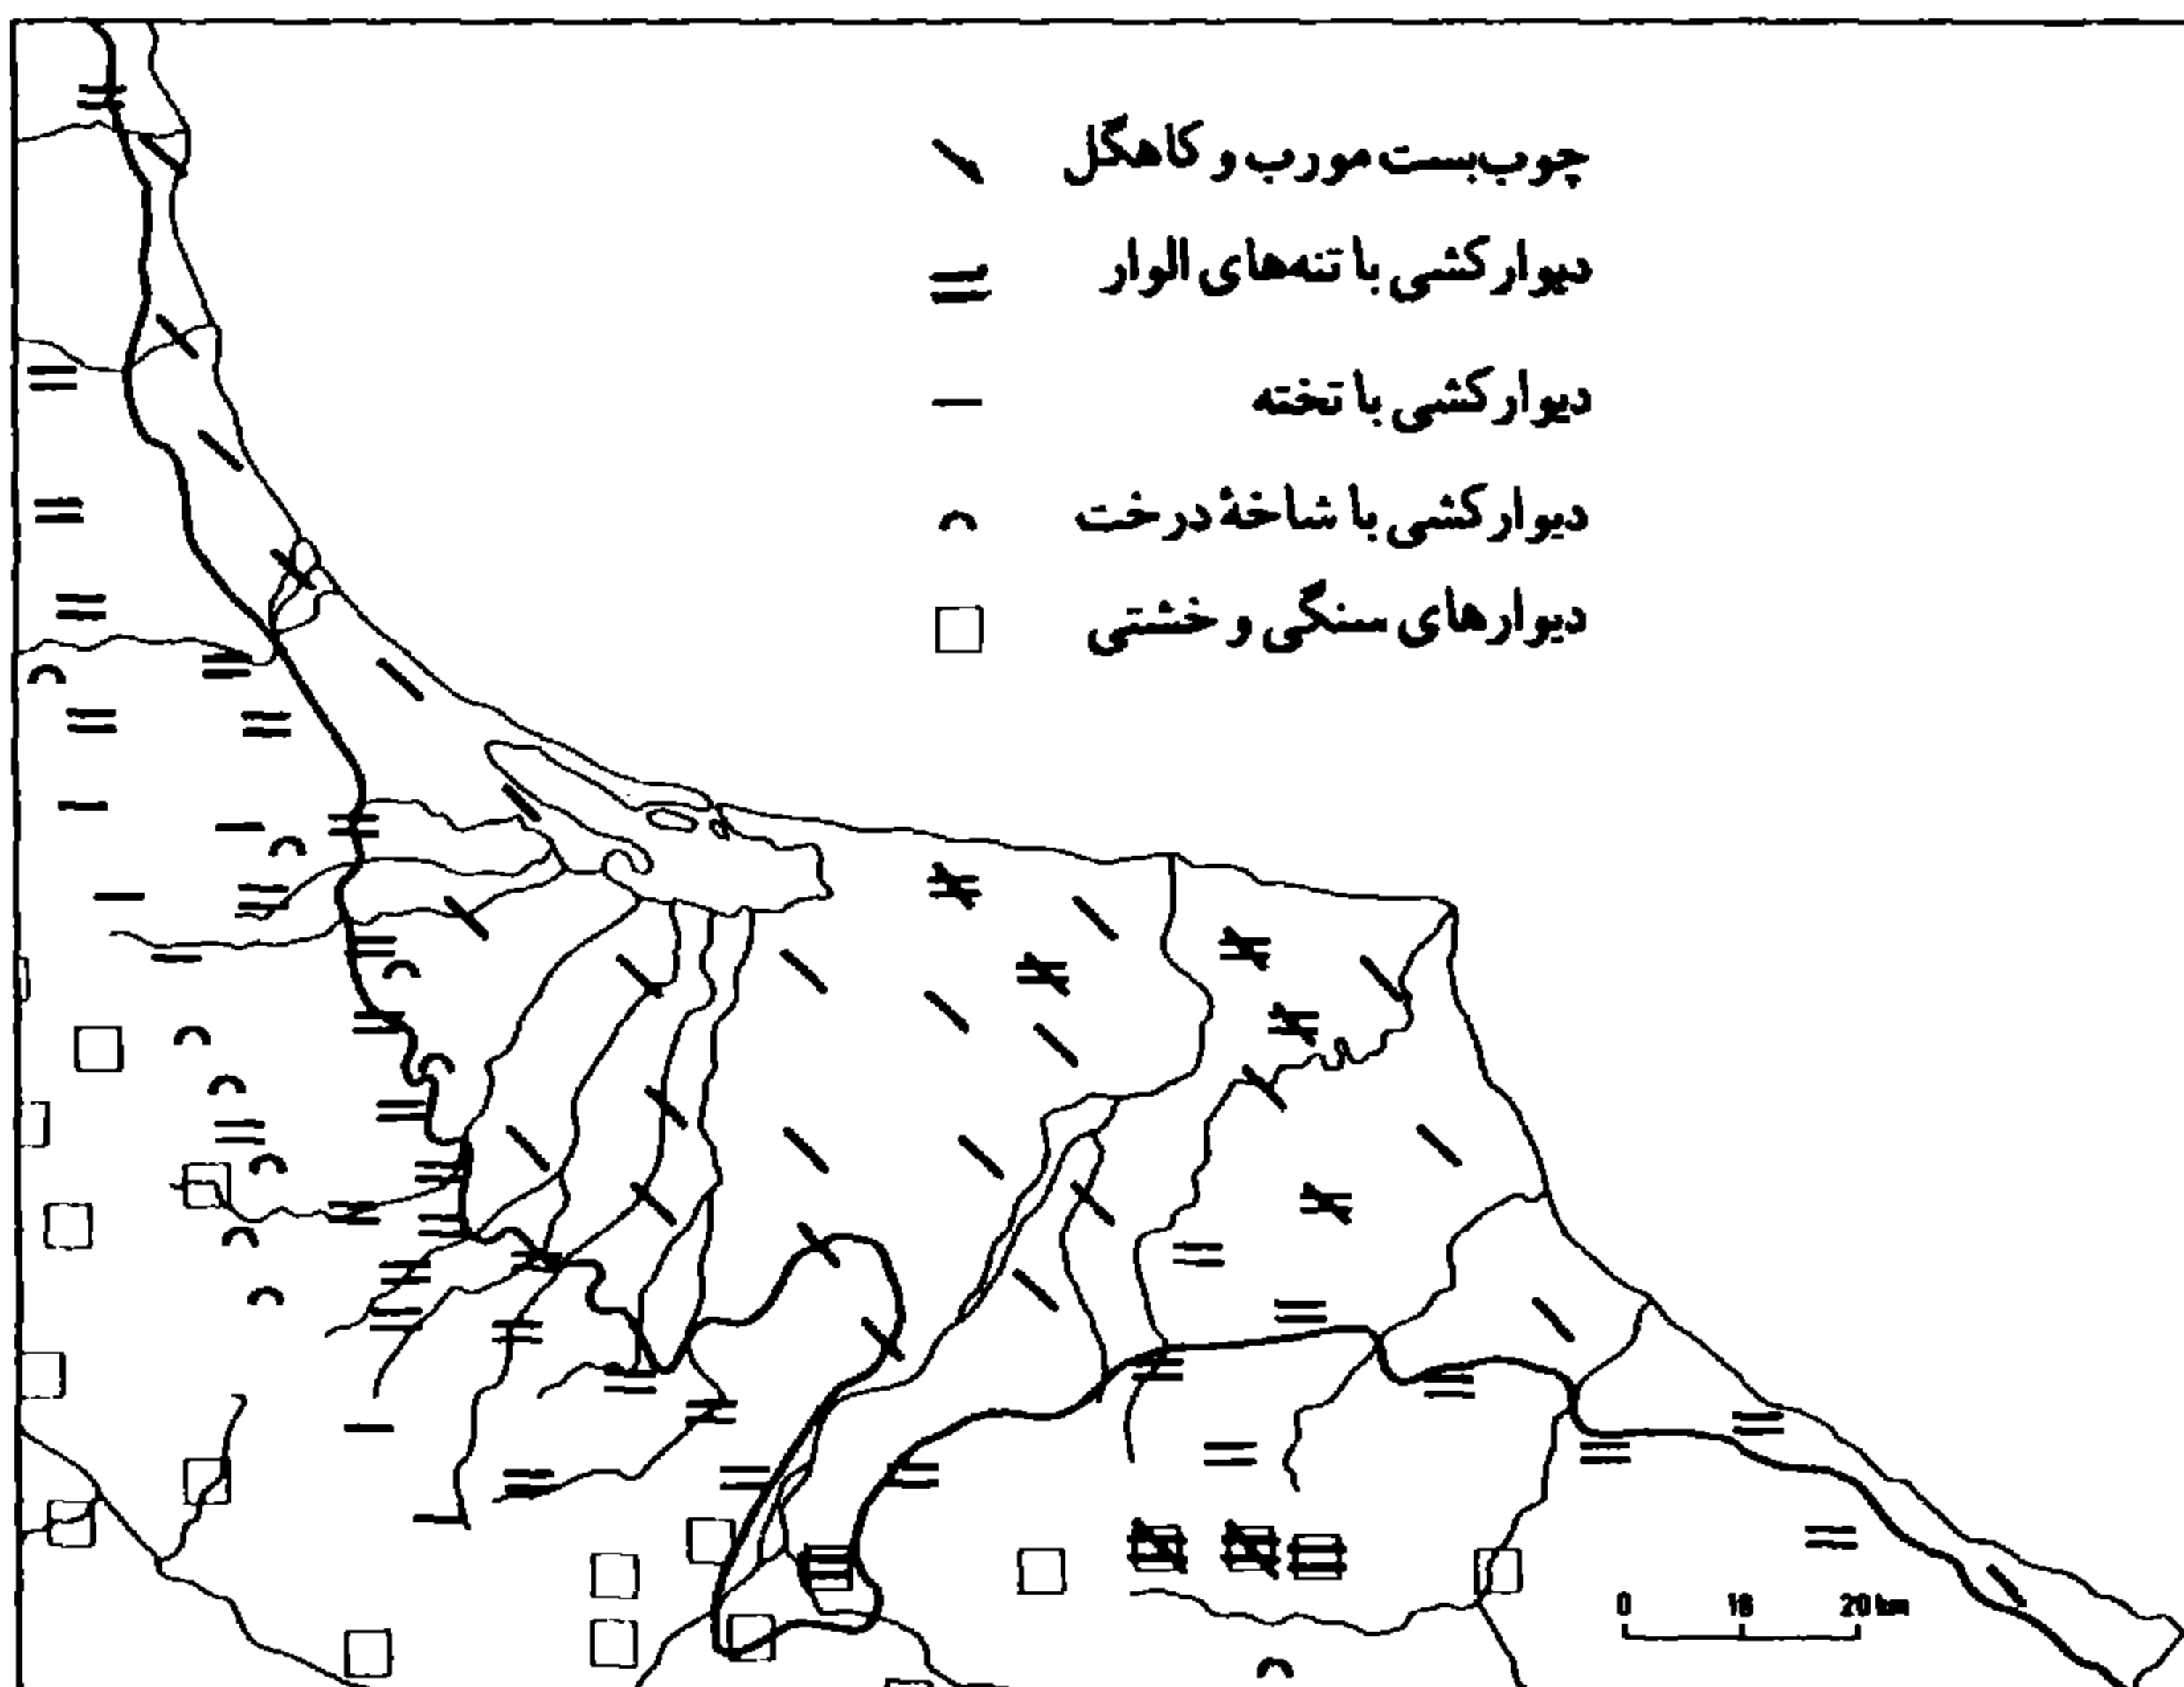 چوب‌بست مورب و کاهگل
دیوارکشی با تنه‌های الوار
دیوارکشی با تخته
دیوارکشی با شاخهٔ درخت
دیوارهای سنگی و خشتی
0 10 20 km